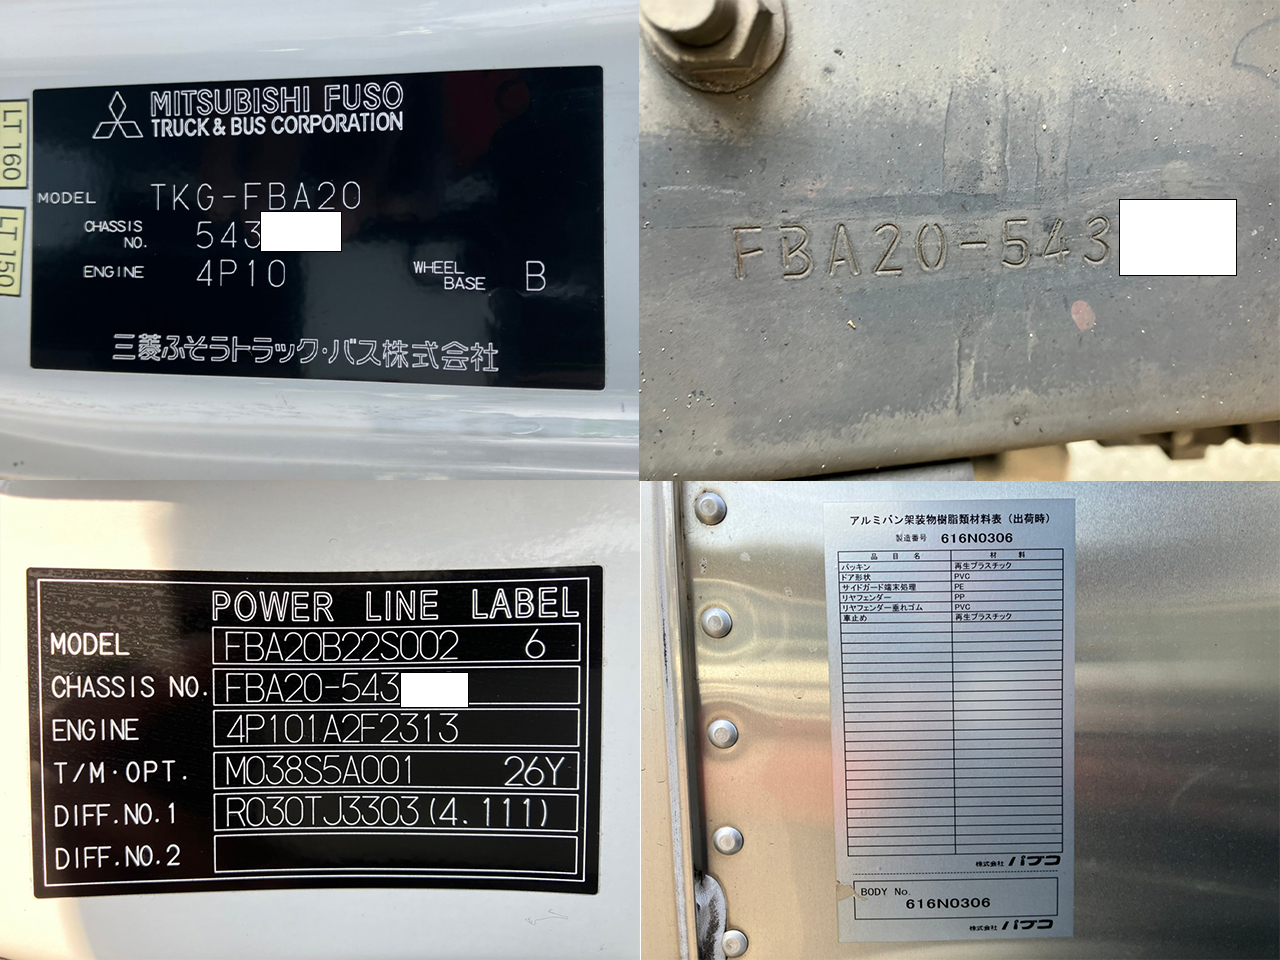 LT 160
LT 150
MITSUBISHI FUSO
TRUCK & BUS CORPORATION
MODEL TKG-FBA20
CHASSIS NO. 543
ENGINE 4P10 WHEEL BASE B
三菱ふそうトラック・バス株式会社
FBA20-543
POWER LINE LABEL
MODEL FBA20B22S002 6
CHASSIS NO. FBA20-543
ENGINE 4P101A2F2313
T/M・OPT. M038S5A001 26Y
DIFF.NO.1 R030TJ3303(4.111)
DIFF.NO.2
アルミバン架装物樹脂類材料表（出荷時）
製造番号 616N0306
品目名 材料
パッキン 再生プラスチック
ドア形状 PVC
サイドガード端末処理 PE
リヤフェンダー PP
リヤフェンダー垂れゴム PVC
車止め 再生プラスチック
株式会社パブコ
BODY No.
616N0306
株式会社パブコ